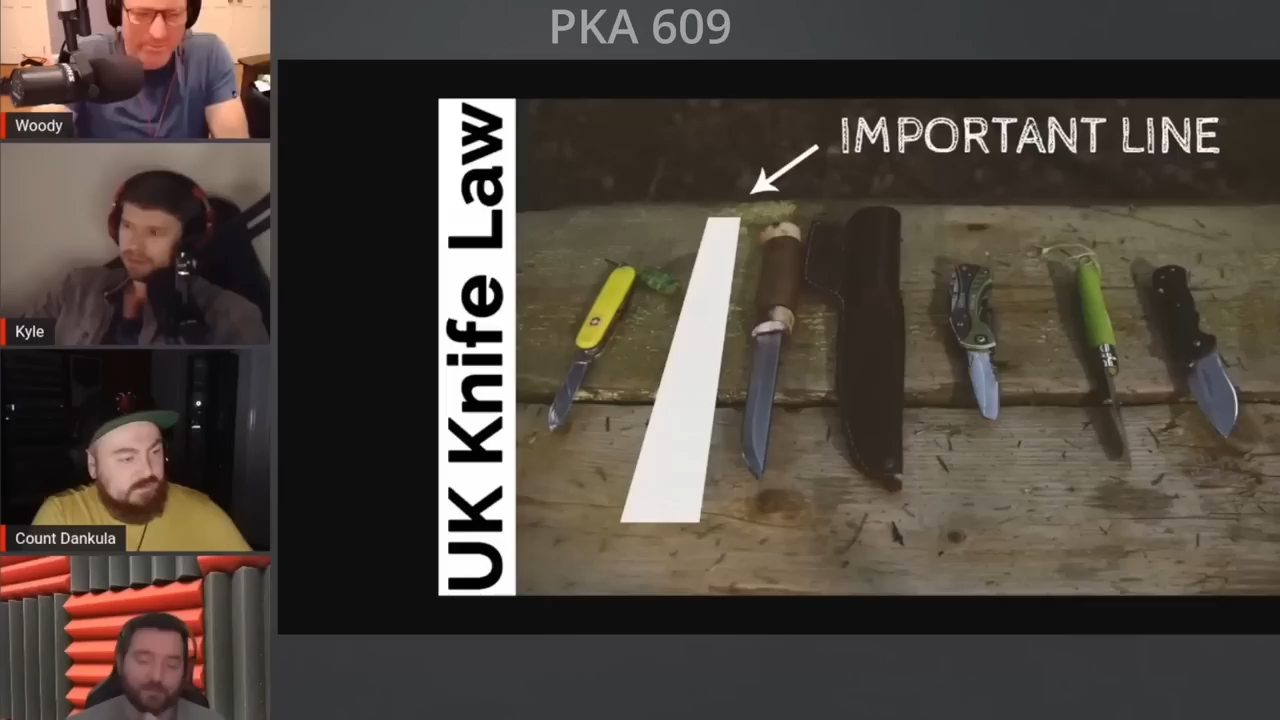 PKA 609
Woody
Kyle
Count Dankula
UK Knife Law
IMPORTANT LINE